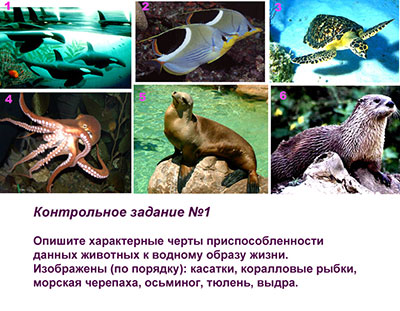 1 2 3
4 5 6
Контрольное задание №1
Опишите характерные черты приспособленности
данных животных к водному образу жизни.
Изображены (по порядку): касатки, коралловые рыбки,
морская черепаха, осьминог, тюлень, выдра.